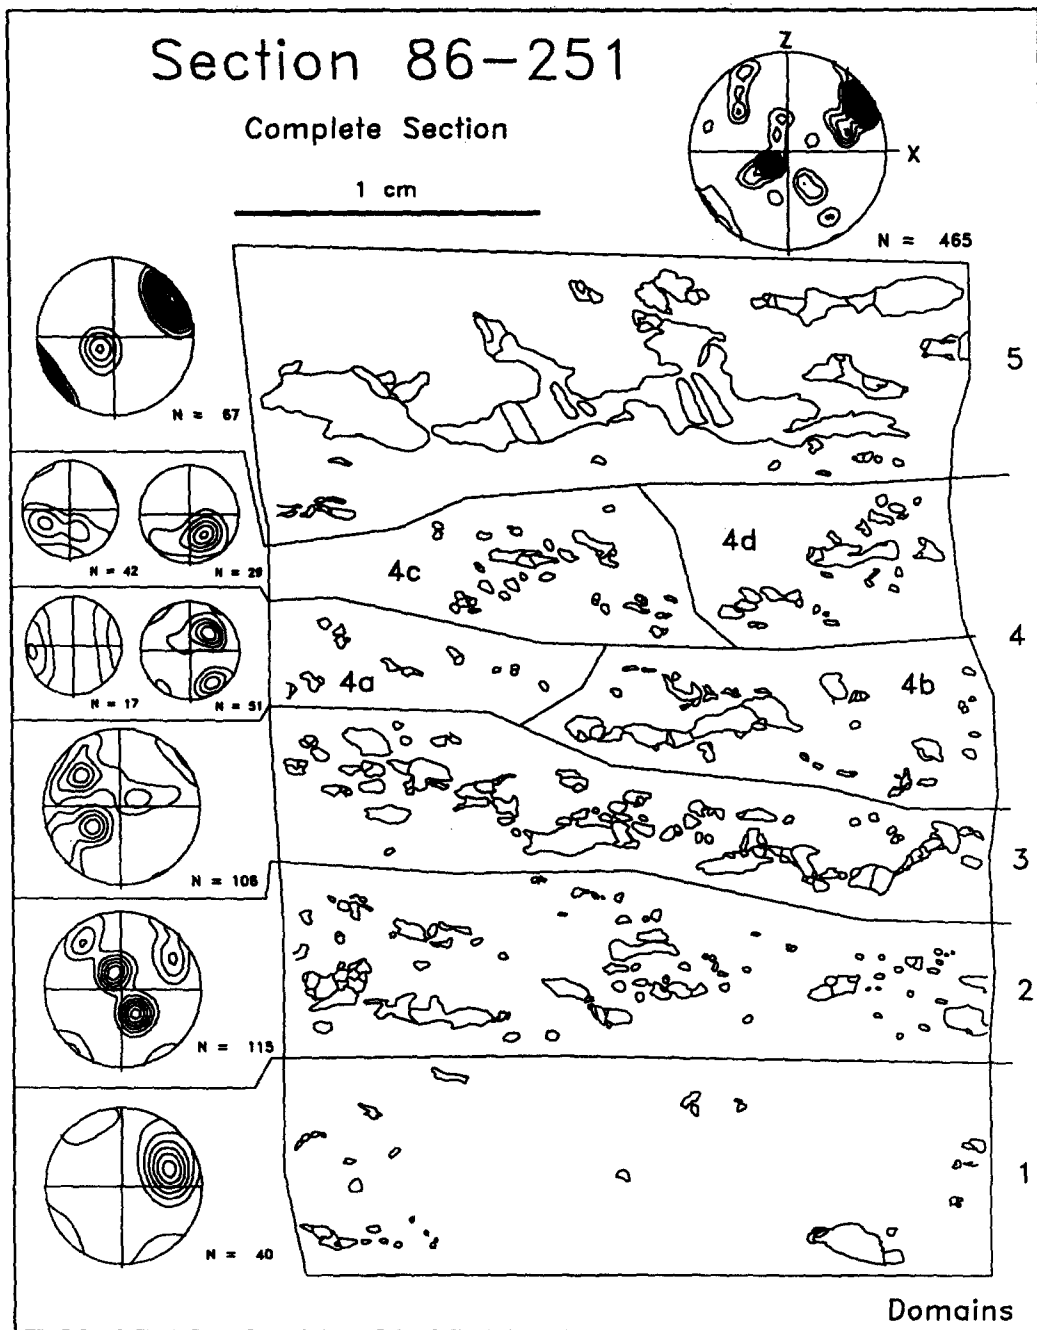 Section 86-251
Complete Section
1 cm
Z
X
N = 465
N = 67
5
N = 42
N = 29
4c
4d
4
N = 17
N = 51
4a
4b
N = 106
3
N = 115
2
N = 40
1
Domains